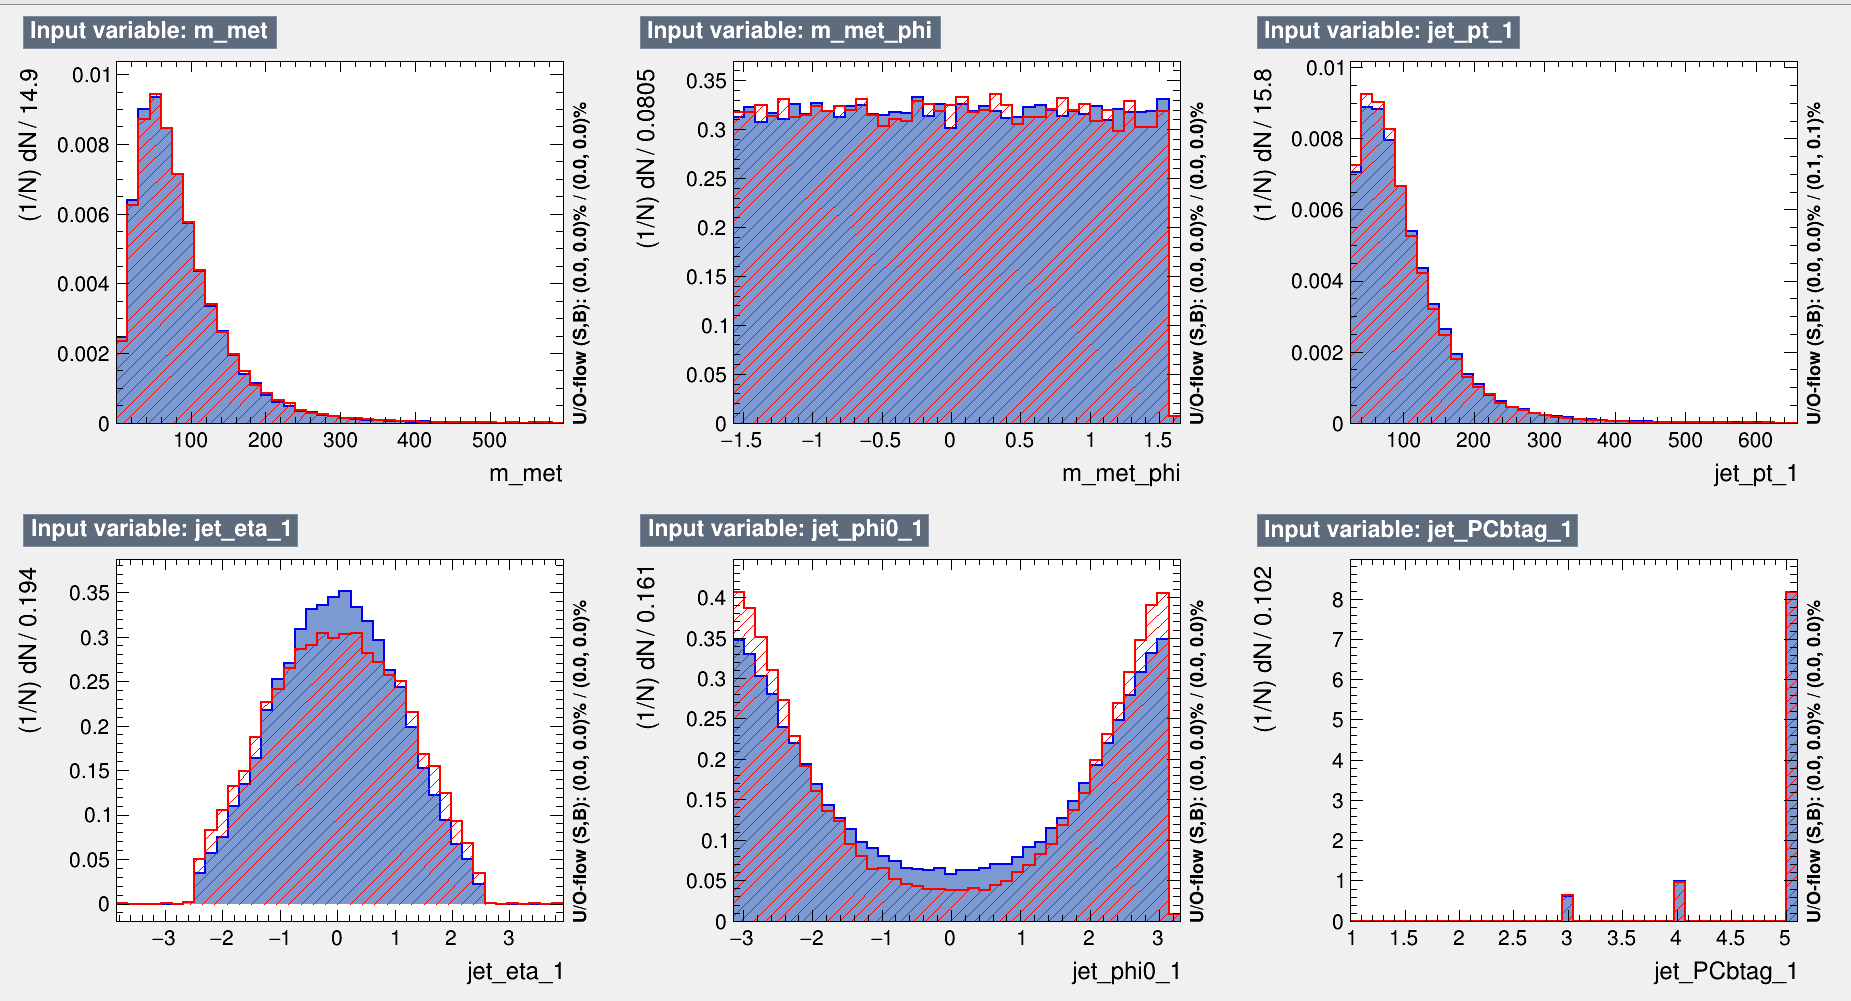 Input variable: m_met
(1/N) dN / 14.9
0.01
0.008
0.006
0.004
0.002
0
100 200 300 400 500
m_met
U/O-flow (S,B): (0.0, 0.0)% / (0.0, 0.0)%
Input variable: m_met_phi
(1/N) dN / 0.0805
0.35
0.3
0.25
0.2
0.15
0.1
0.05
0
−1.5 −1 −0.5 0 0.5 1 1.5
m_met_phi
U/O-flow (S,B): (0.0, 0.0)% / (0.0, 0.0)%
Input variable: jet_pt_1
(1/N) dN / 15.8
0.01
0.008
0.006
0.004
0.002
0
100 200 300 400 500 600
jet_pt_1
U/O-flow (S,B): (0.0, 0.0)% / (0.1, 0.1)%
Input variable: jet_eta_1
(1/N) dN / 0.194
0.35
0.3
0.25
0.2
0.15
0.1
0.05
0
−3 −2 −1 0 1 2 3
jet_eta_1
U/O-flow (S,B): (0.0, 0.0)% / (0.0, 0.0)%
Input variable: jet_phi0_1
(1/N) dN / 0.161
0.4
0.35
0.3
0.25
0.2
0.15
0.1
0.05
0
−3 −2 −1 0 1 2 3
jet_phi0_1
U/O-flow (S,B): (0.0, 0.0)% / (0.0, 0.0)%
Input variable: jet_PCbtag_1
(1/N) dN / 0.102
8
7
6
5
4
3
2
1
0
1 1.5 2 2.5 3 3.5 4 4.5 5
jet_PCbtag_1
U/O-flow (S,B): (0.0, 0.0)% / (0.0, 0.0)%